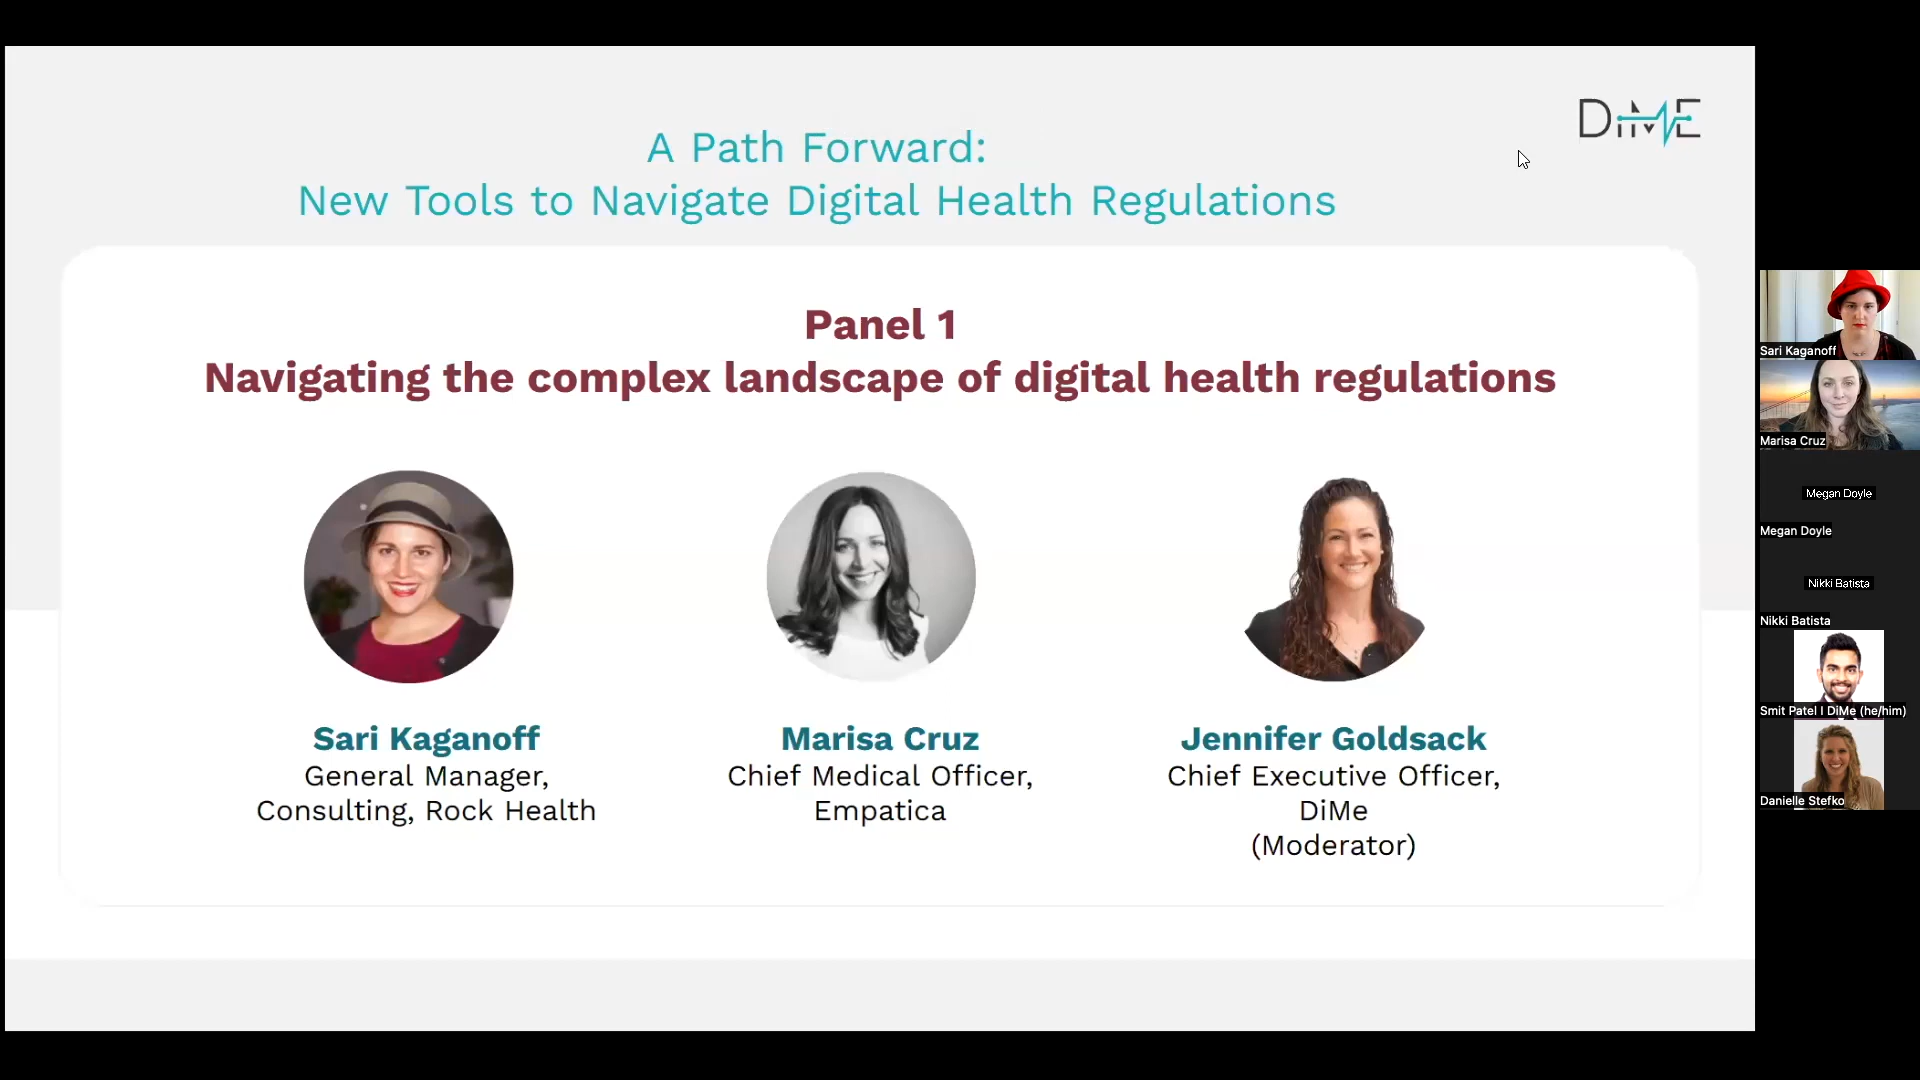 DiME
A Path Forward:
New Tools to Navigate Digital Health Regulations
Panel 1
Navigating the complex landscape of digital health regulations
Sari Kaganoff
General Manager,
Consulting, Rock Health
Marisa Cruz
Chief Medical Officer,
Empatica
Jennifer Goldsack
Chief Executive Officer,
DiMe
(Moderator)
Sari Kaganoff
Marisa Cruz
Megan Doyle
Megan Doyle
Nikki Batista
Nikki Batista
Smit Patel I DiMe (he/him)
Danielle Stefko